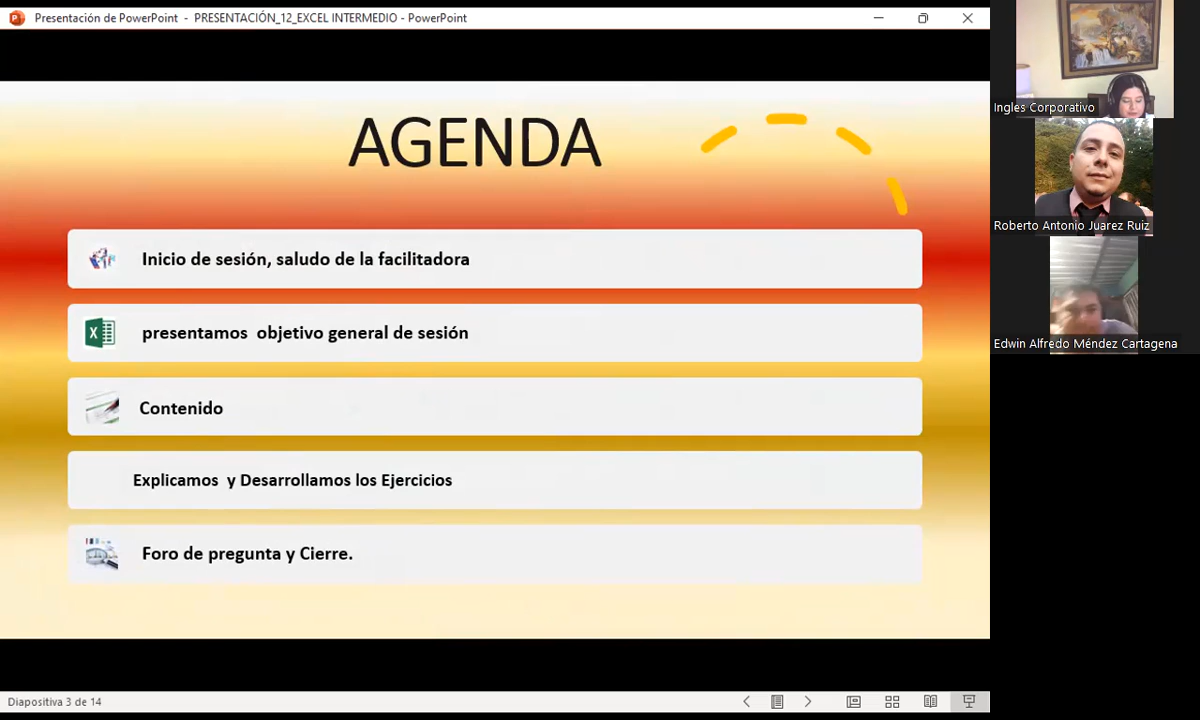 Presentación de PowerPoint - PRESENTACIÓN_12_EXCEL INTERMEDIO - PowerPoint
AGENDA
Inicio de sesión, saludo de la facilitadora
presentamos objetivo general de sesión
Contenido
Explicamos y Desarrollamos los Ejercicios
Foro de pregunta y Cierre.
Diapositiva 3 de 14
Ingles Corporativo
Roberto Antonio Juarez Ruiz
Edwin Alfredo Méndez Cartagena